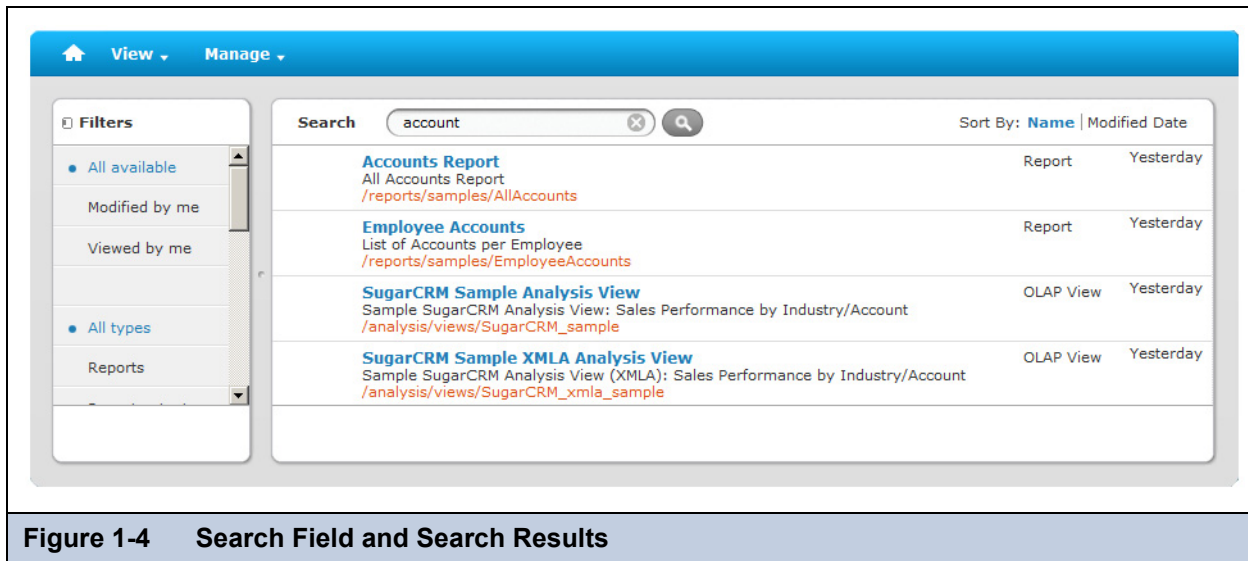 View Manage
Filters
All available
Modified by me
Viewed by me
All types
Reports
Search account Sort By: Name | Modified Date
Accounts Report Report Yesterday
All Accounts Report
/reports/samples/AllAccounts
Employee Accounts Report Yesterday
List of Accounts per Employee
/reports/samples/EmployeeAccounts
SugarCRM Sample Analysis View OLAP View Yesterday
Sample SugarCRM Analysis View: Sales Performance by Industry/Account
/analysis/views/SugarCRM_sample
SugarCRM Sample XMLA Analysis View OLAP View Yesterday
Sample SugarCRM Analysis View (XMLA): Sales Performance by Industry/Account
/analysis/views/SugarCRM_xmla_sample
Figure 1-4 Search Field and Search Results